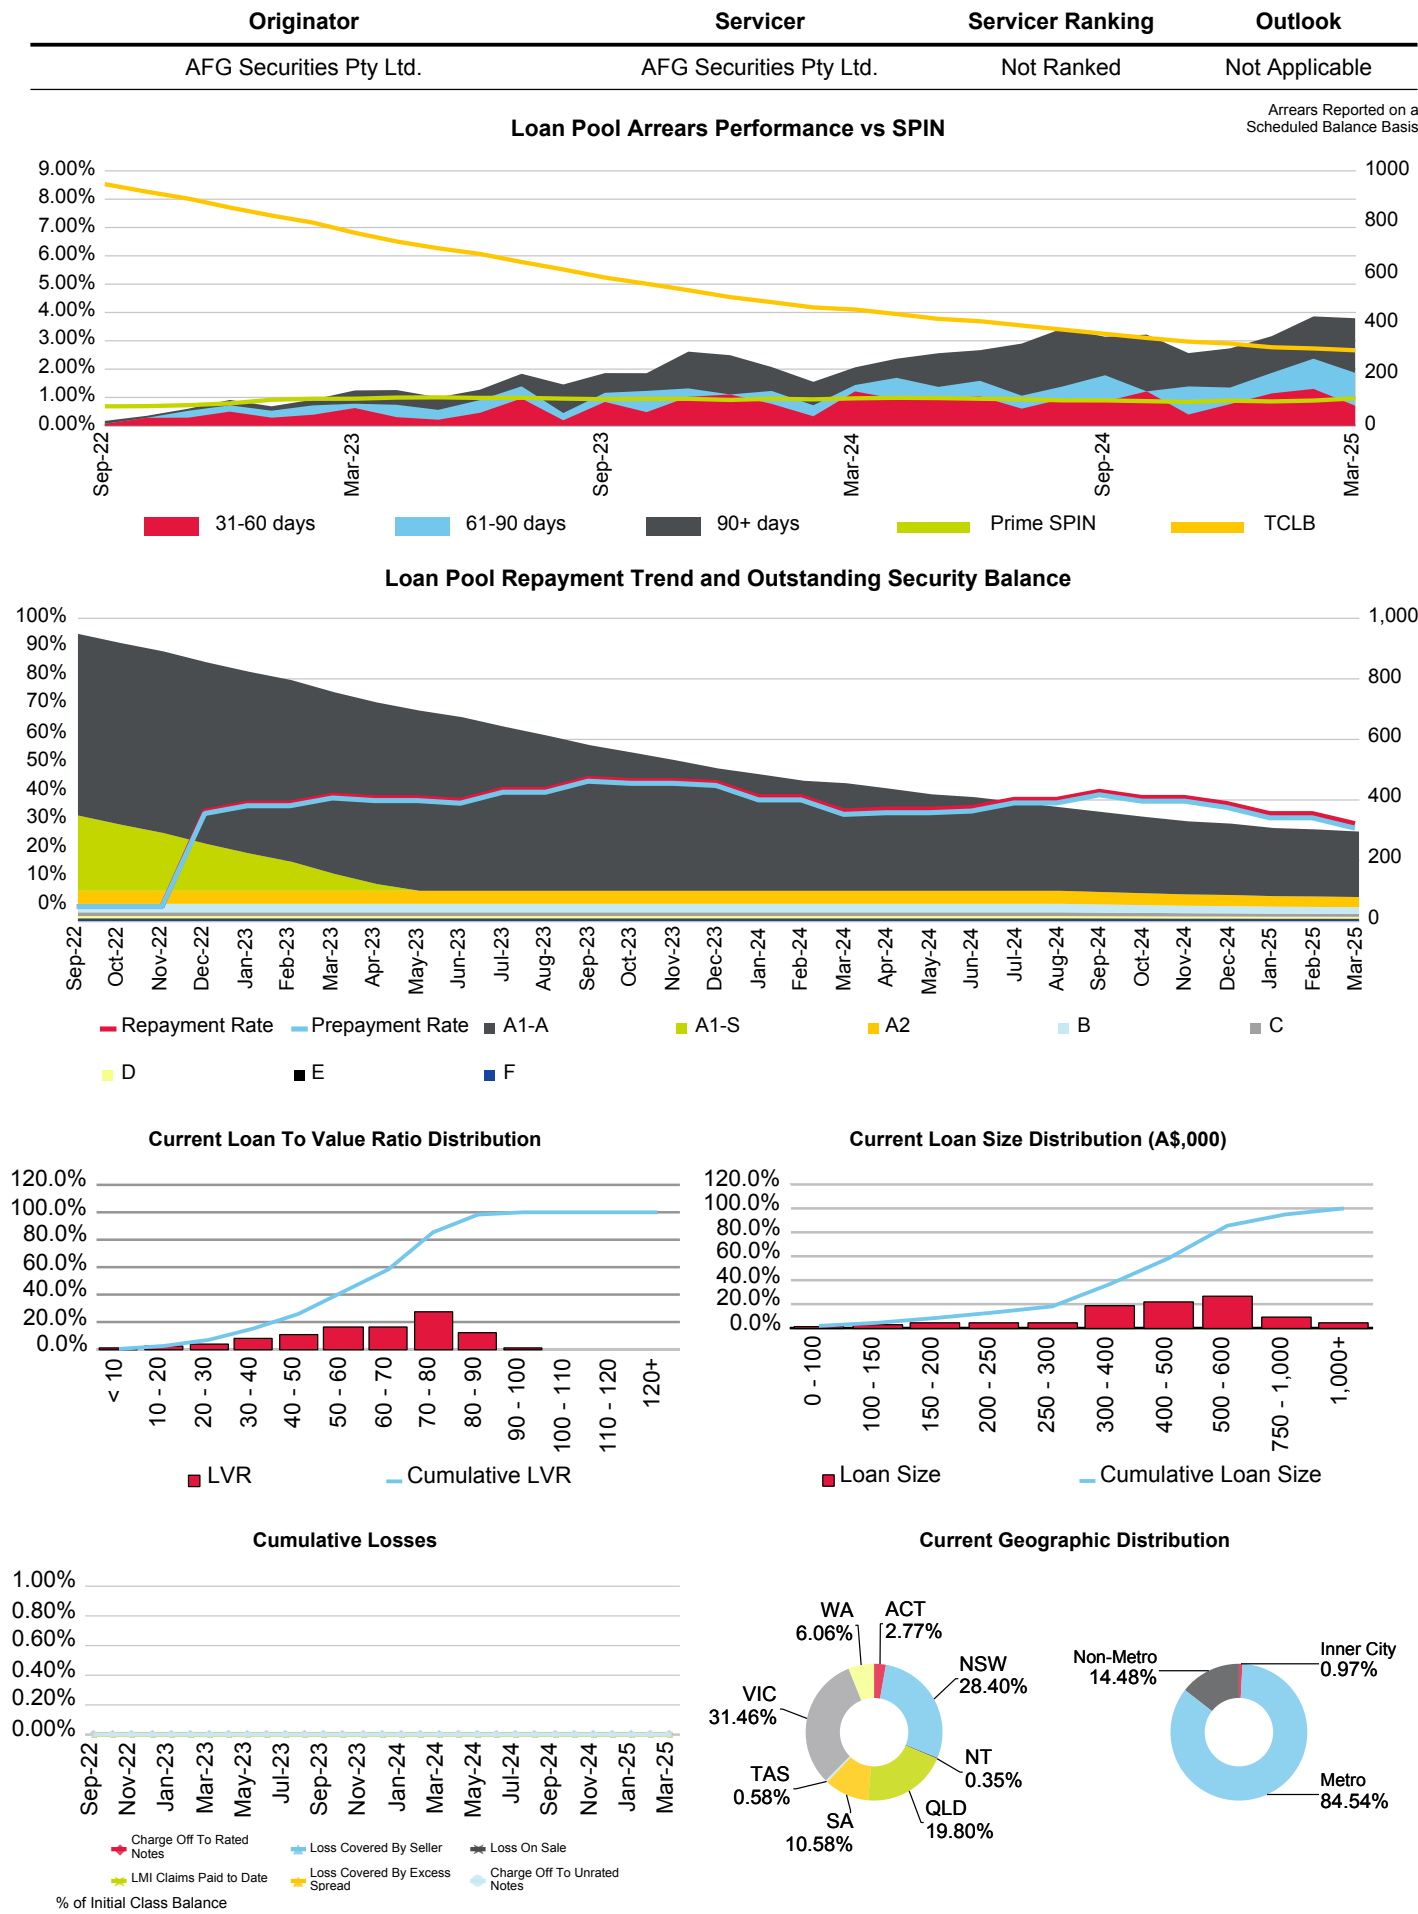 Originator Servicer Servicer Ranking Outlook
AFG Securities Pty Ltd. AFG Securities Pty Ltd. Not Ranked Not Applicable
Arrears Reported on a
Scheduled Balance Basis
Loan Pool Arrears Performance vs SPIN
9.00%
8.00%
7.00%
6.00%
5.00%
4.00%
3.00%
2.00%
1.00%
0.00%
1000
800
600
400
200
0
Sep-22 Mar-23 Sep-23 Mar-24 Sep-24 Mar-25
31-60 days 61-90 days 90+ days Prime SPIN TCLB
Loan Pool Repayment Trend and Outstanding Security Balance
100%
90%
80%
70%
60%
50%
40%
30%
20%
10%
0%
1,000
800
600
400
200
0
Sep-22 Oct-22 Nov-22 Dec-22 Jan-23 Feb-23 Mar-23 Apr-23 May-23 Jun-23 Jul-23 Aug-23 Sep-23 Oct-23 Nov-23 Dec-23 Jan-24 Feb-24 Mar-24 Apr-24 May-24 Jun-24 Jul-24 Aug-24 Sep-24 Oct-24 Nov-24 Dec-24 Jan-25 Feb-25 Mar-25
Repayment Rate Prepayment Rate A1-A A1-S A2 B C
D E F
Current Loan To Value Ratio Distribution
120.0%
100.0%
80.0%
60.0%
40.0%
20.0%
0.0%
< 10 10 - 20 20 - 30 30 - 40 40 - 50 50 - 60 60 - 70 70 - 80 80 - 90 90 - 100 100 - 110 110 - 120 120+
LVR Cumulative LVR
Current Loan Size Distribution (A$,000)
120.0%
100.0%
80.0%
60.0%
40.0%
20.0%
0.0%
0 - 100 100 - 150 150 - 200 200 - 250 250 - 300 300 - 400 400 - 500 500 - 600 750 - 1,000 1,000+
Loan Size Cumulative Loan Size
Cumulative Losses
1.00%
0.80%
0.60%
0.40%
0.20%
0.00%
Sep-22 Nov-22 Jan-23 Mar-23 May-23 Jul-23 Sep-23 Nov-23 Jan-24 Mar-24 May-24 Jul-24 Sep-24 Nov-24 Jan-25 Mar-25
Charge Off To Rated
Notes
Loss Covered By Seller
Loss On Sale
LMI Claims Paid to Date
Loss Covered By Excess
Spread
Charge Off To Unrated
Notes
% of Initial Class Balance
Current Geographic Distribution
WA
6.06%
ACT
2.77%
NSW
28.40%
VIC
31.46%
NT
0.35%
TAS
0.58%
QLD
19.80%
SA
10.58%
Non-Metro
14.48%
Inner City
0.97%
Metro
84.54%